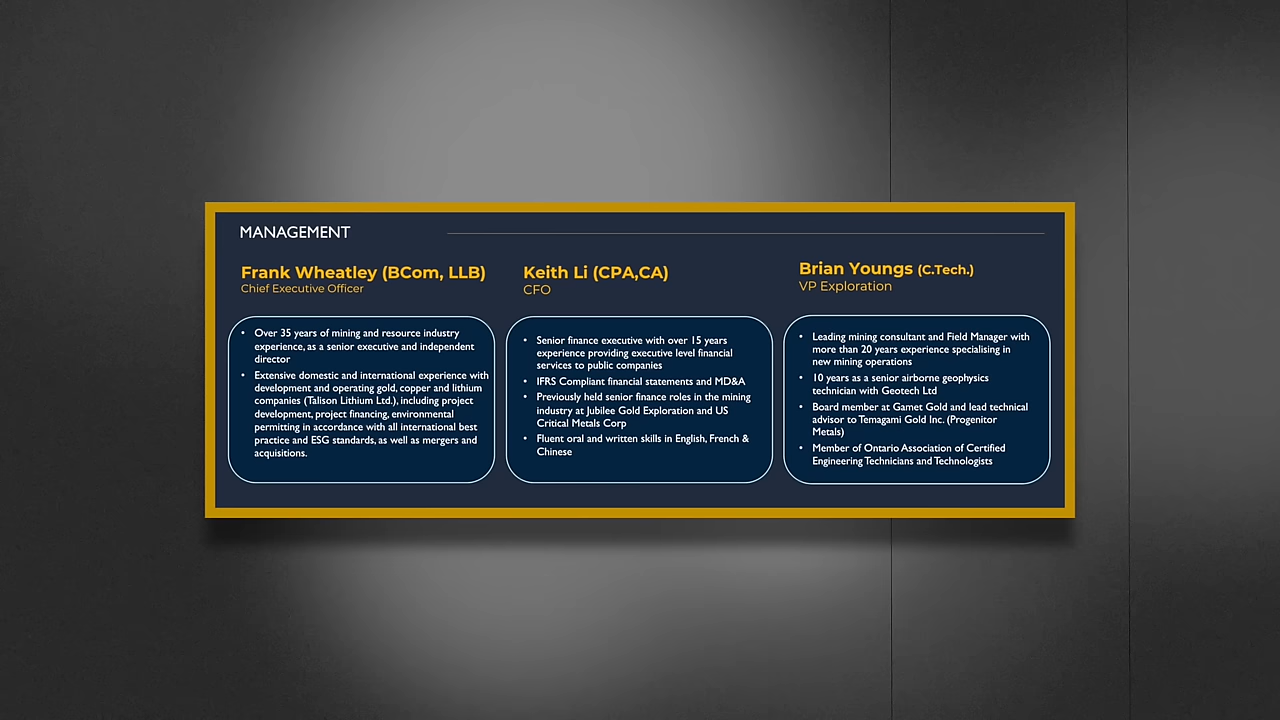 MANAGEMENT
Frank Wheatley (BCom, LLB)
Chief Executive Officer
• Over 35 years of mining and resource industry
experience, as a senior executive and independent
director
• Extensive domestic and international experience with
development and operating gold, copper and lithium
companies (Talison Lithium Ltd.), including project
development, project financing, environmental
permitting in accordance with all international best
practice and ESG standards, as well as mergers and
acquisitions.
Keith Li (CPA,CA)
CFO
• Senior finance executive with over 15 years
experience providing executive level financial
services to public companies
• IFRS Compliant financial statements and MD&A
• Previously held senior finance roles in the mining
industry at Jubilee Gold Exploration and US
Critical Metals Corp
• Fluent oral and written skills in English, French &
Chinese
Brian Youngs (C.Tech.)
VP Exploration
• Leading mining consultant and Field Manager with
more than 20 years experience specialising in
new mining operations
• 10 years as a senior airborne geophysics
technician with Geotech Ltd
• Board member at Gamet Gold and lead technical
advisor to Temagami Gold Inc. (Progenitor
Metals)
• Member of Ontario Association of Certified
Engineering Technicians and Technologists